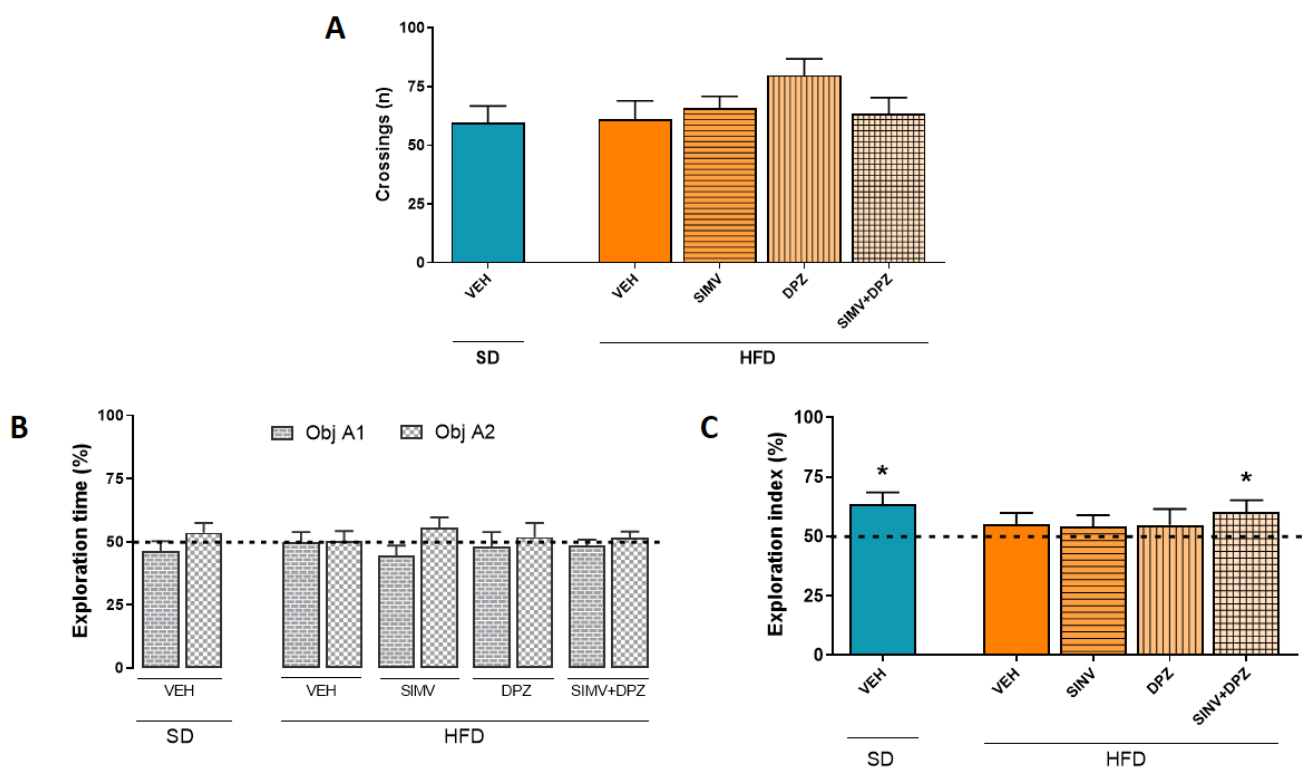 A
Crossings (n)
100
75
50
25
0
VEH
VEH
SIMV
DPZ
SIMV+DPZ
SD
HFD
B
Exploration time (%)
100
75
50
25
0
Obj A1
Obj A2
VEH
VEH
SIMV
DPZ
SIMV+DPZ
SD
HFD
C
Exploration index (%)
100
75
50
25
0
*
*
VEH
VEH
SINV
DPZ
SINV+DPZ
SD
HFD